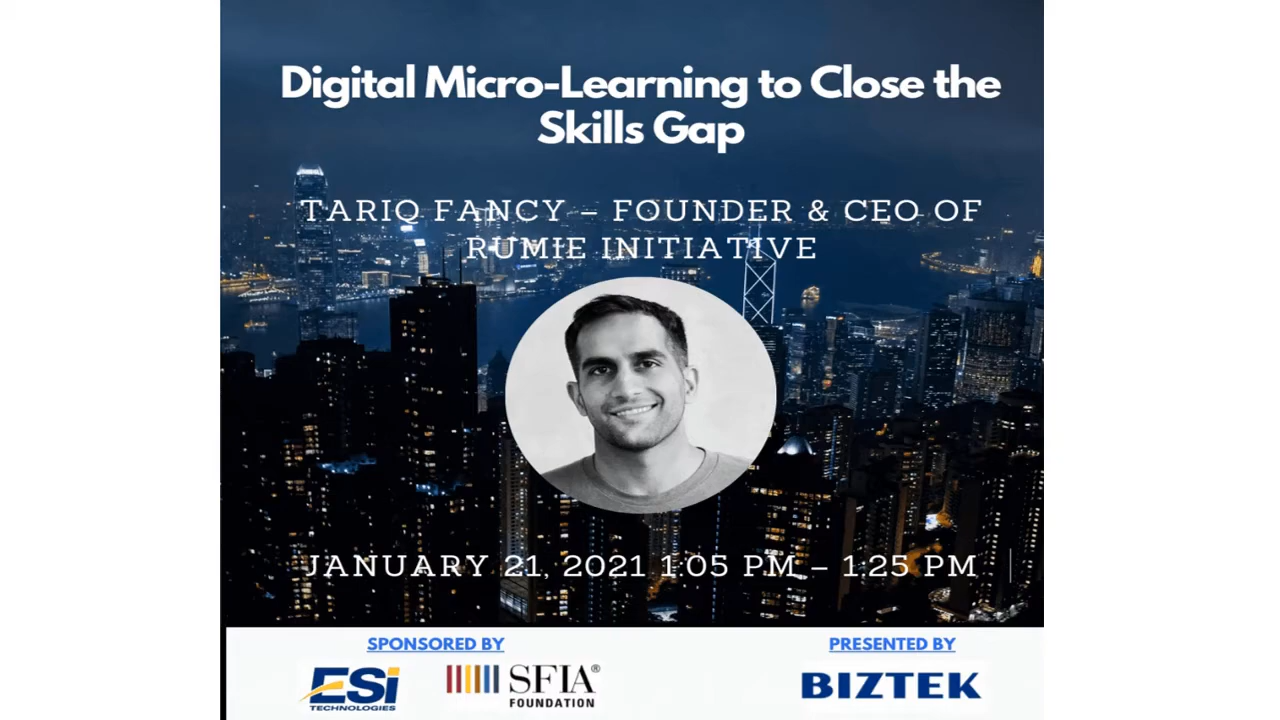 Digital Micro-Learning to Close the
Skills Gap
TARIQ FANCY – FOUNDER & CEO OF
RUMIE INITIATIVE
JANUARY 21, 2021 1:05 PM – 1:25 PM
SPONSORED BY
PRESENTED BY
ESi
TECHNOLOGIES
SFIA®
FOUNDATION
BIZTEK